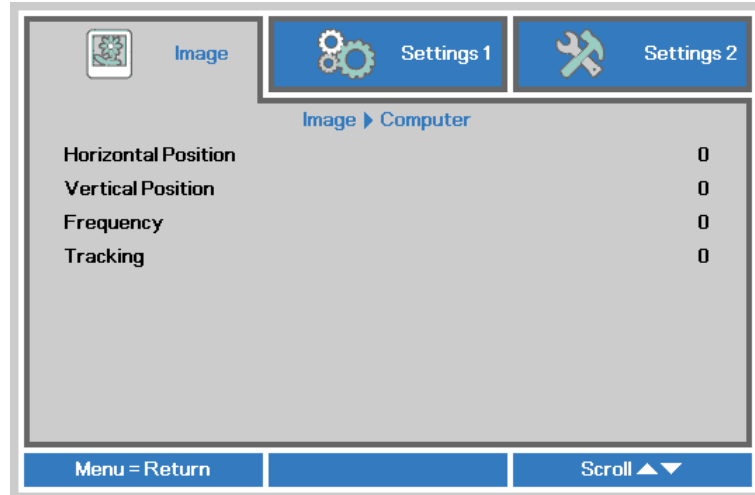 Image
Settings 1
Settings 2
Image ▶ Computer
Horizontal Position 0
Vertical Position 0
Frequency 0
Tracking 0
Menu = Return
Scroll ▲▼